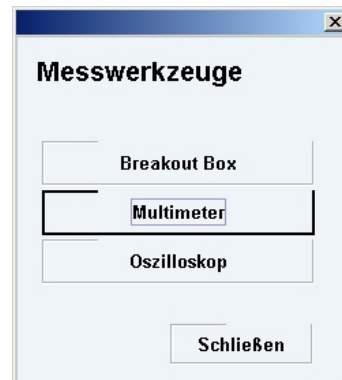 Messwerkzeuge
Breakout Box
Multimeter
Oszilloskop
Schließen